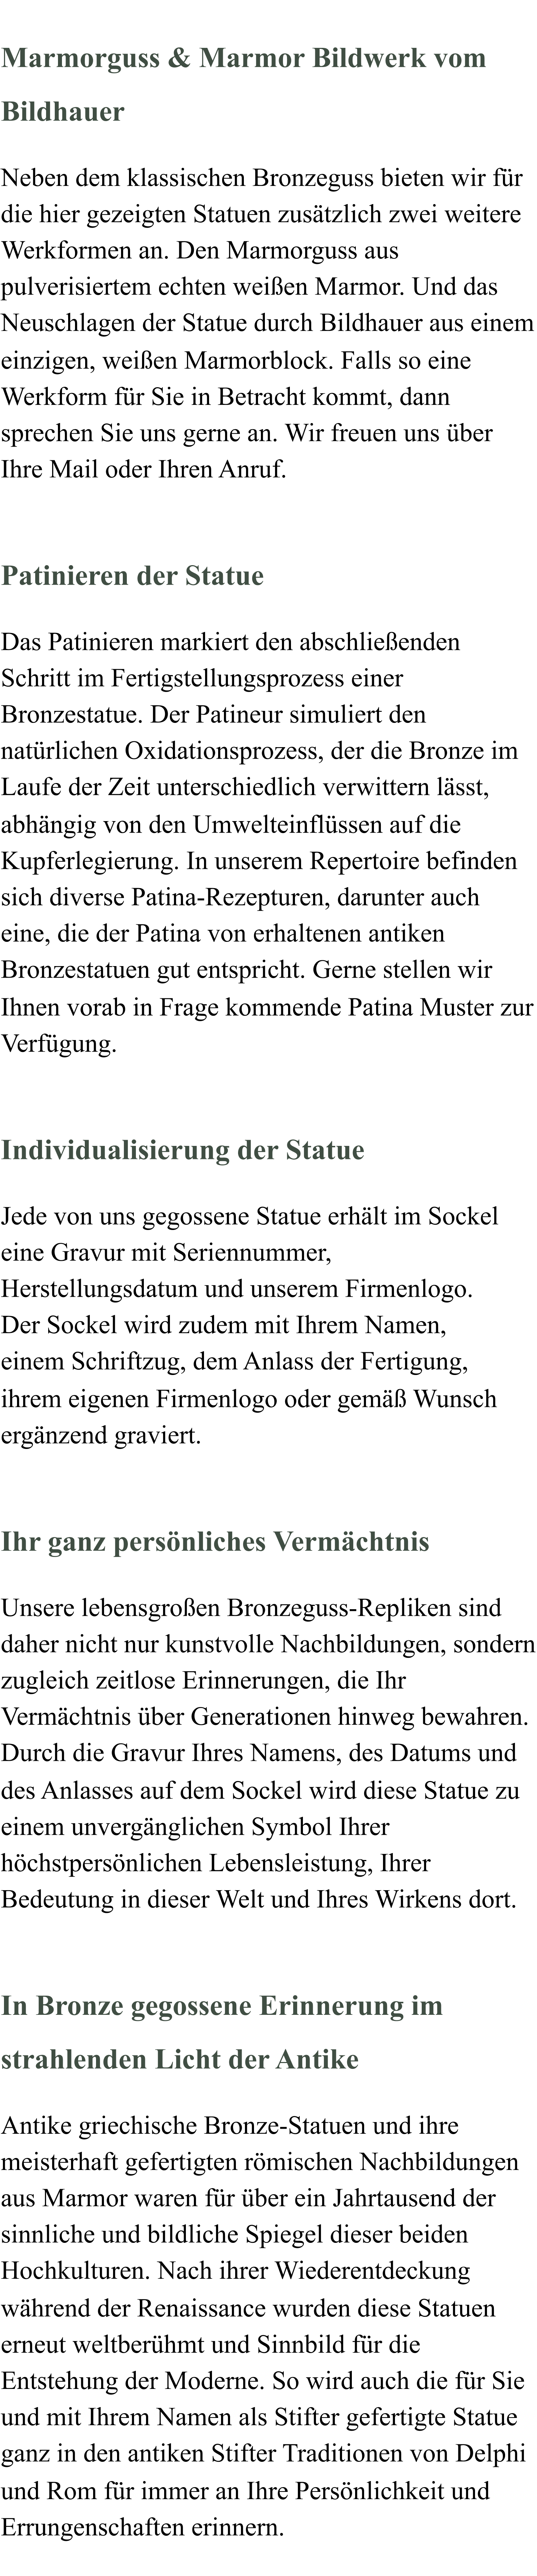 Marmorguss & Marmor Bildwerk vom
Bildhauer
Neben dem klassischen Bronzeguss bieten wir für
die hier gezeigten Statuen zusätzlich zwei weitere
Werkformen an. Den Marmorguss aus
pulverisiertem echten weißen Marmor. Und das
Neuschlagen der Statue durch Bildhauer aus einem
einzigen, weißen Marmorblock. Falls so eine
Werkform für Sie in Betracht kommt, dann
sprechen Sie uns gerne an. Wir freuen uns über
Ihre Mail oder Ihren Anruf.
Patinieren der Statue
Das Patinieren markiert den abschließenden
Schritt im Fertigstellungsprozess einer
Bronzestatue. Der Patineur simuliert den
natürlichen Oxidationsprozess, der die Bronze im
Laufe der Zeit unterschiedlich verwittern lässt,
abhängig von den Umwelteinflüssen auf die
Kupferlegierung. In unserem Repertoire befinden
sich diverse Patina-Rezepturen, darunter auch
eine, die der Patina von erhaltenen antiken
Bronzestatuen gut entspricht. Gerne stellen wir
Ihnen vorab in Frage kommende Patina Muster zur
Verfügung.
Individualisierung der Statue
Jede von uns gegossene Statue erhält im Sockel
eine Gravur mit Seriennummer,
Herstellungsdatum und unserem Firmenlogo.
Der Sockel wird zudem mit Ihrem Namen,
einem Schriftzug, dem Anlass der Fertigung,
ihrem eigenen Firmenlogo oder gemäß Wunsch
ergänzend graviert.
Ihr ganz persönliches Vermächtnis
Unsere lebensgroßen Bronzeguss-Repliken sind
daher nicht nur kunstvolle Nachbildungen, sondern
zugleich zeitlose Erinnerungen, die Ihr
Vermächtnis über Generationen hinweg bewahren.
Durch die Gravur Ihres Namens, des Datums und
des Anlasses auf dem Sockel wird diese Statue zu
einem unvergänglichen Symbol Ihrer
höchstpersönlichen Lebensleistung, Ihrer
Bedeutung in dieser Welt und Ihres Wirkens dort.
In Bronze gegossene Erinnerung im
strahlenden Licht der Antike
Antike griechische Bronze-Statuen und ihre
meisterhaft gefertigten römischen Nachbildungen
aus Marmor waren für über ein Jahrtausend der
sinnliche und bildliche Spiegel dieser beiden
Hochkulturen. Nach ihrer Wiederentdeckung
während der Renaissance wurden diese Statuen
erneut weltberühmt und Sinnbild für die
Entstehung der Moderne. So wird auch die für Sie
und mit Ihrem Namen als Stifter gefertigte Statue
ganz in den antiken Stifter Traditionen von Delphi
und Rom für immer an Ihre Persönlichkeit und
Errungenschaften erinnern.